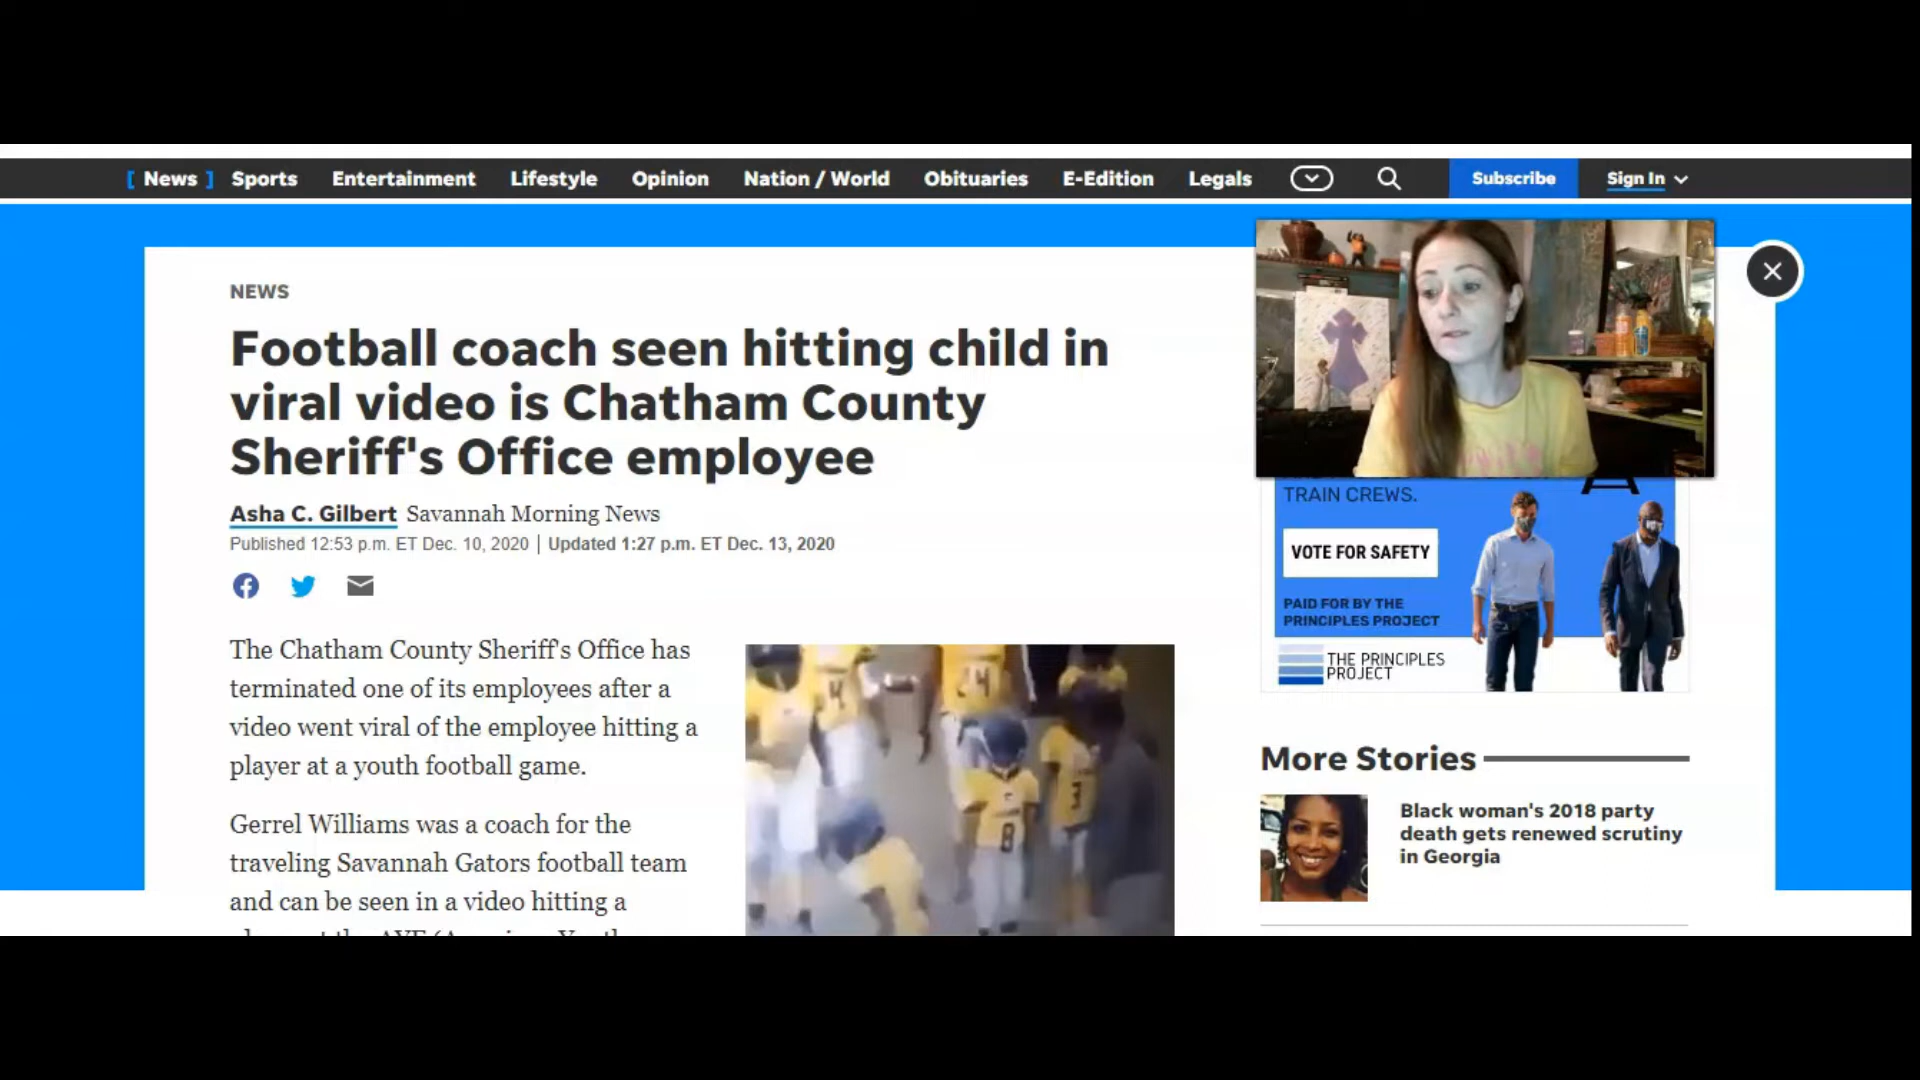 [ News ] Sports Entertainment Lifestyle Opinion Nation / World Obituaries E-Edition Legals Subscribe Sign In
NEWS
Football coach seen hitting child in
viral video is Chatham County
Sheriff's Office employee
Asha C. Gilbert Savannah Morning News
Published 12:53 p.m. ET Dec. 10, 2020 | Updated 1:27 p.m. ET Dec. 13, 2020
The Chatham County Sheriff's Office has
terminated one of its employees after a
video went viral of the employee hitting a
player at a youth football game.
Gerrel Williams was a coach for the
traveling Savannah Gators football team
and can be seen in a video hitting a
8
3
TRAIN CREWS.
VOTE FOR SAFETY
PAID FOR BY THE
PRINCIPLES PROJECT
THE PRINCIPLES
PROJECT
More Stories
Black woman's 2018 party
death gets renewed scrutiny
in Georgia